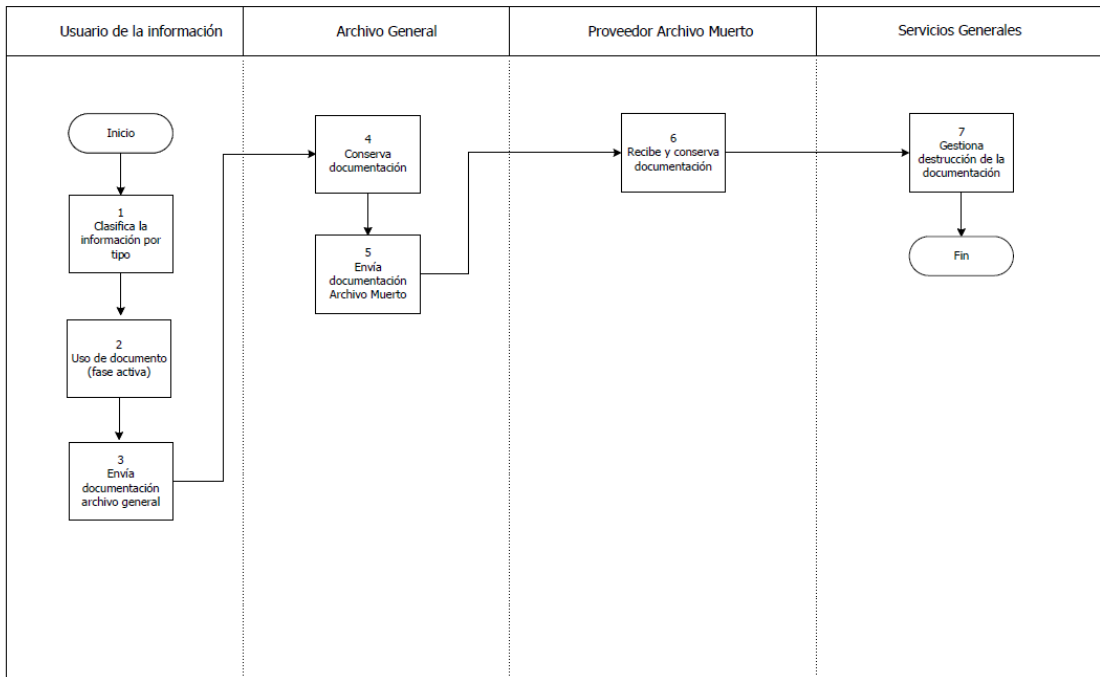 Usuario de la información
Archivo General
Proveedor Archivo Muerto
Servicios Generales
Inicio
1
Clasifica la
información por
tipo
2
Uso de documento
(fase activa)
3
Envía
documentación
archivo general
4
Conserva
documentación
5
Envía
documentación
Archivo Muerto
6
Recibe y conserva
documentación
7
Gestiona
destrucción de la
documentación
Fin